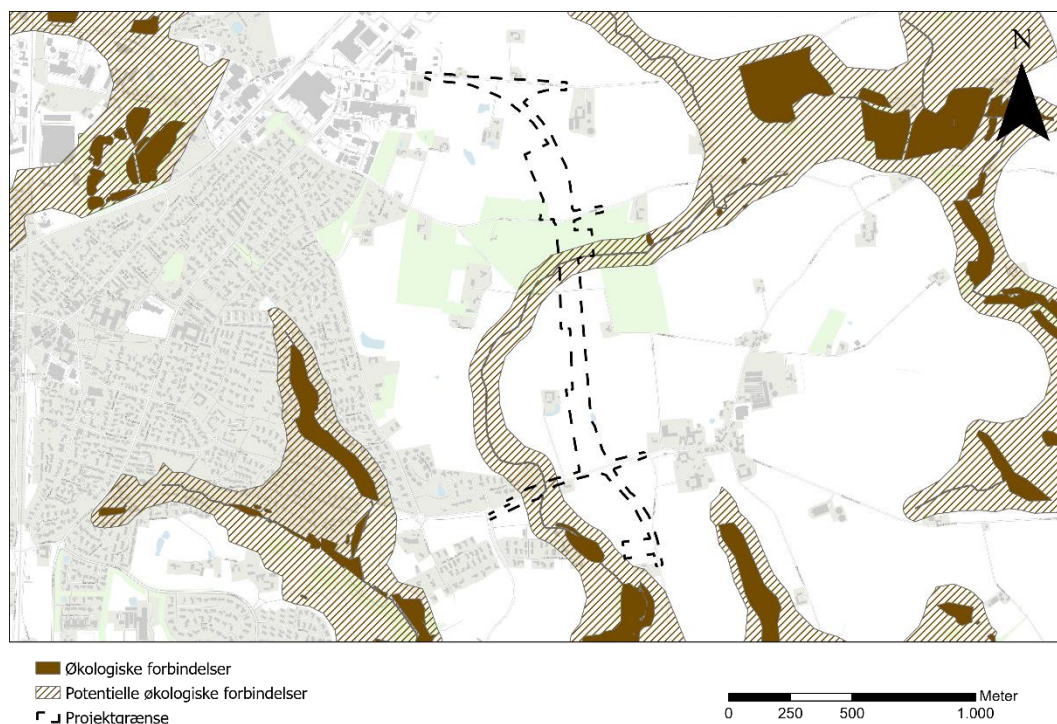 N
Økologiske forbindelser
Potentielle økologiske forbindelser
Projektgrænse
Meter
0 250 500 1.000